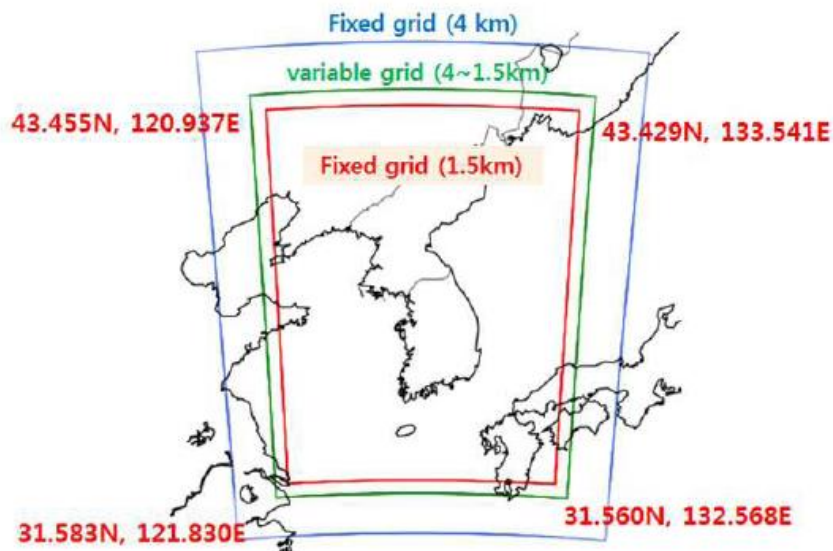 Fixed grid (4 km)
variable grid (4~1.5km)
43.455N, 120.937E
43.429N, 133.541E
Fixed grid (1.5km)
31.583N, 121.830E
31.560N, 132.568E